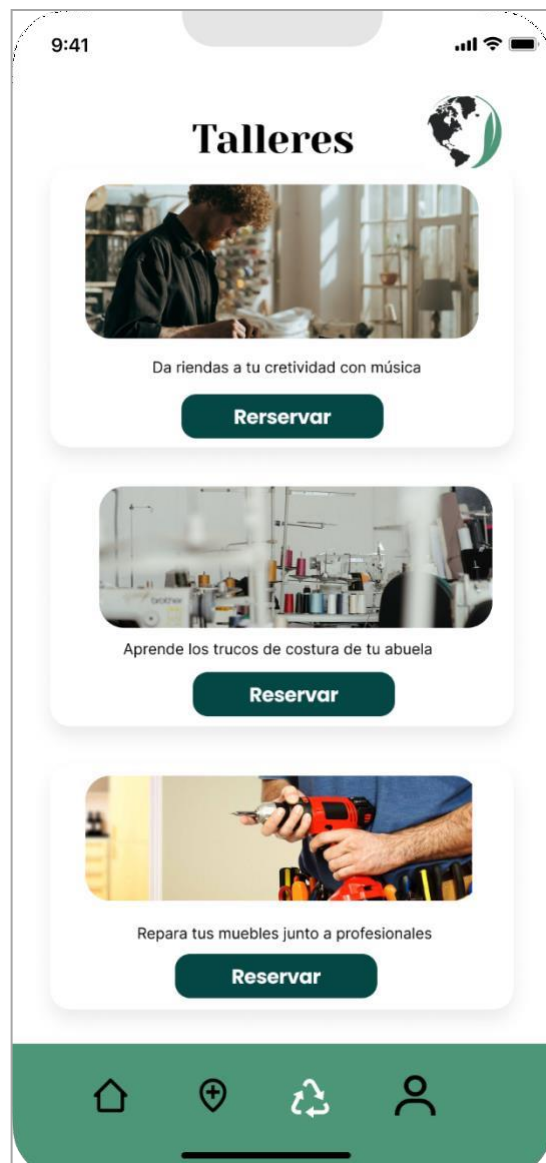 9:41
Talleres
Da riendas a tu cretividad con música
Rerservar
brother
Aprende los trucos de costura de tu abuela
Reservar
Repara tus muebles junto a profesionales
Reservar